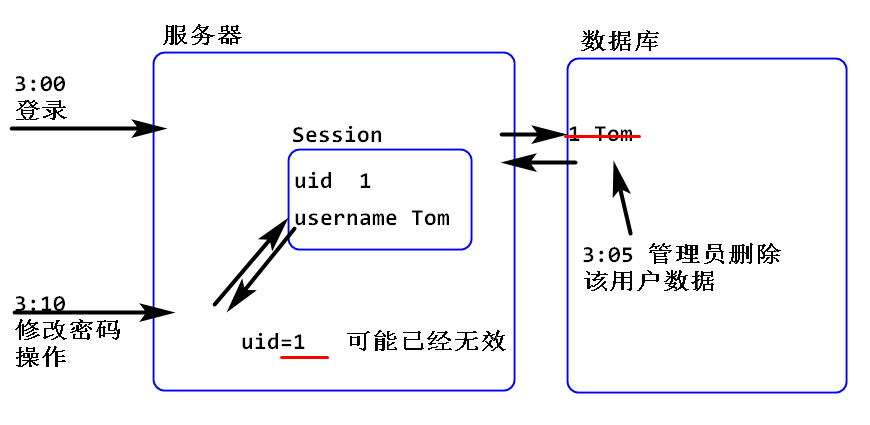 服务器
数据库
3:00
登录
Session
1 Tom
uid 1
username Tom
3:05 管理员删除
该用户数据
3:10
修改密码
操作
uid=1 可能已经无效